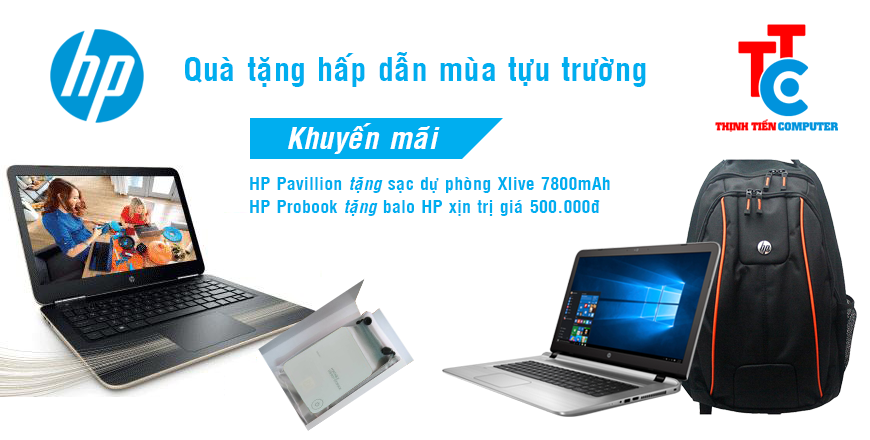 hp
Quà tặng hấp dẫn mùa tựu trường
TTC
THỊNH TIẾN COMPUTER
Khuyến mãi
HP Pavillion tặng sạc dự phòng Xlive 7800mAh
HP Probook tặng balo HP xịn trị giá 500.000đ
hp